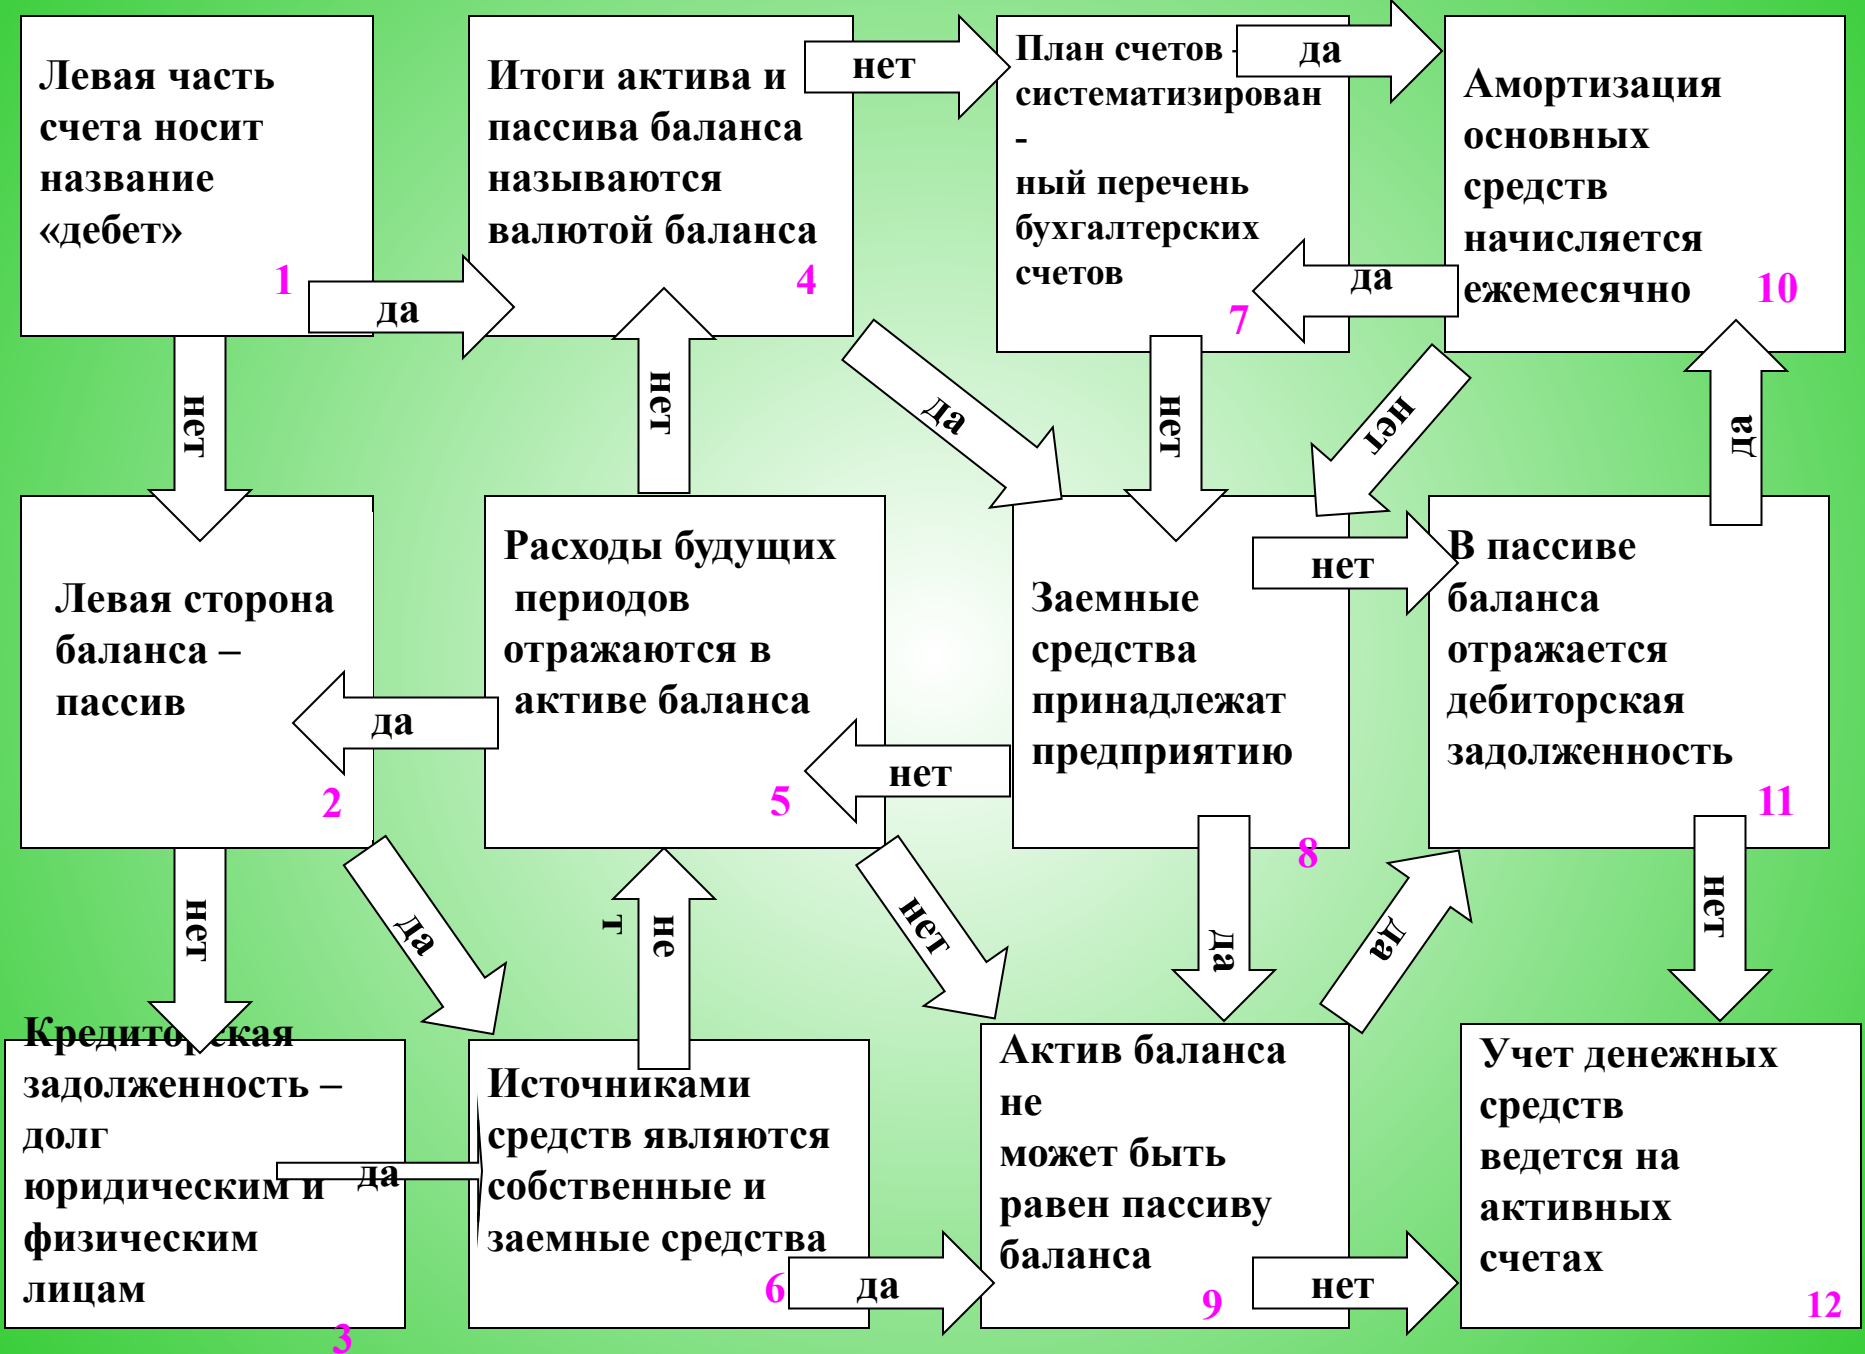 Левая часть
счета носит
название
«дебет»
1
да
нет
Итоги актива и
пассива баланса
называются
валютой баланса
4
нет
да
План счетов -
систематизирован
-
ный перечень
бухгалтерских
счетов
7
да
нет
Амортизация
основных
средств
начисляется
ежемесячно
10
да
нет
Левая сторона
баланса –
пассив
2
нет
да
Расходы будущих
периодов
отражаются в
активе баланса
5
нет
да
нет
Заемные
средства
принадлежат
предприятию
8
нет
нет
да
В пассиве
баланса
отражается
дебиторская
задолженность
11
да
нет
Кредиторская
задолженность –
долг
юридическим и
физическим
лицам
3
да
Источниками
средств являются
собственные и
заемные средства
6
не
т
да
Актив баланса
не
может быть
равен пассиву
баланса
9
да
нет
Учет денежных
средств
ведется на
активных
счетах
12